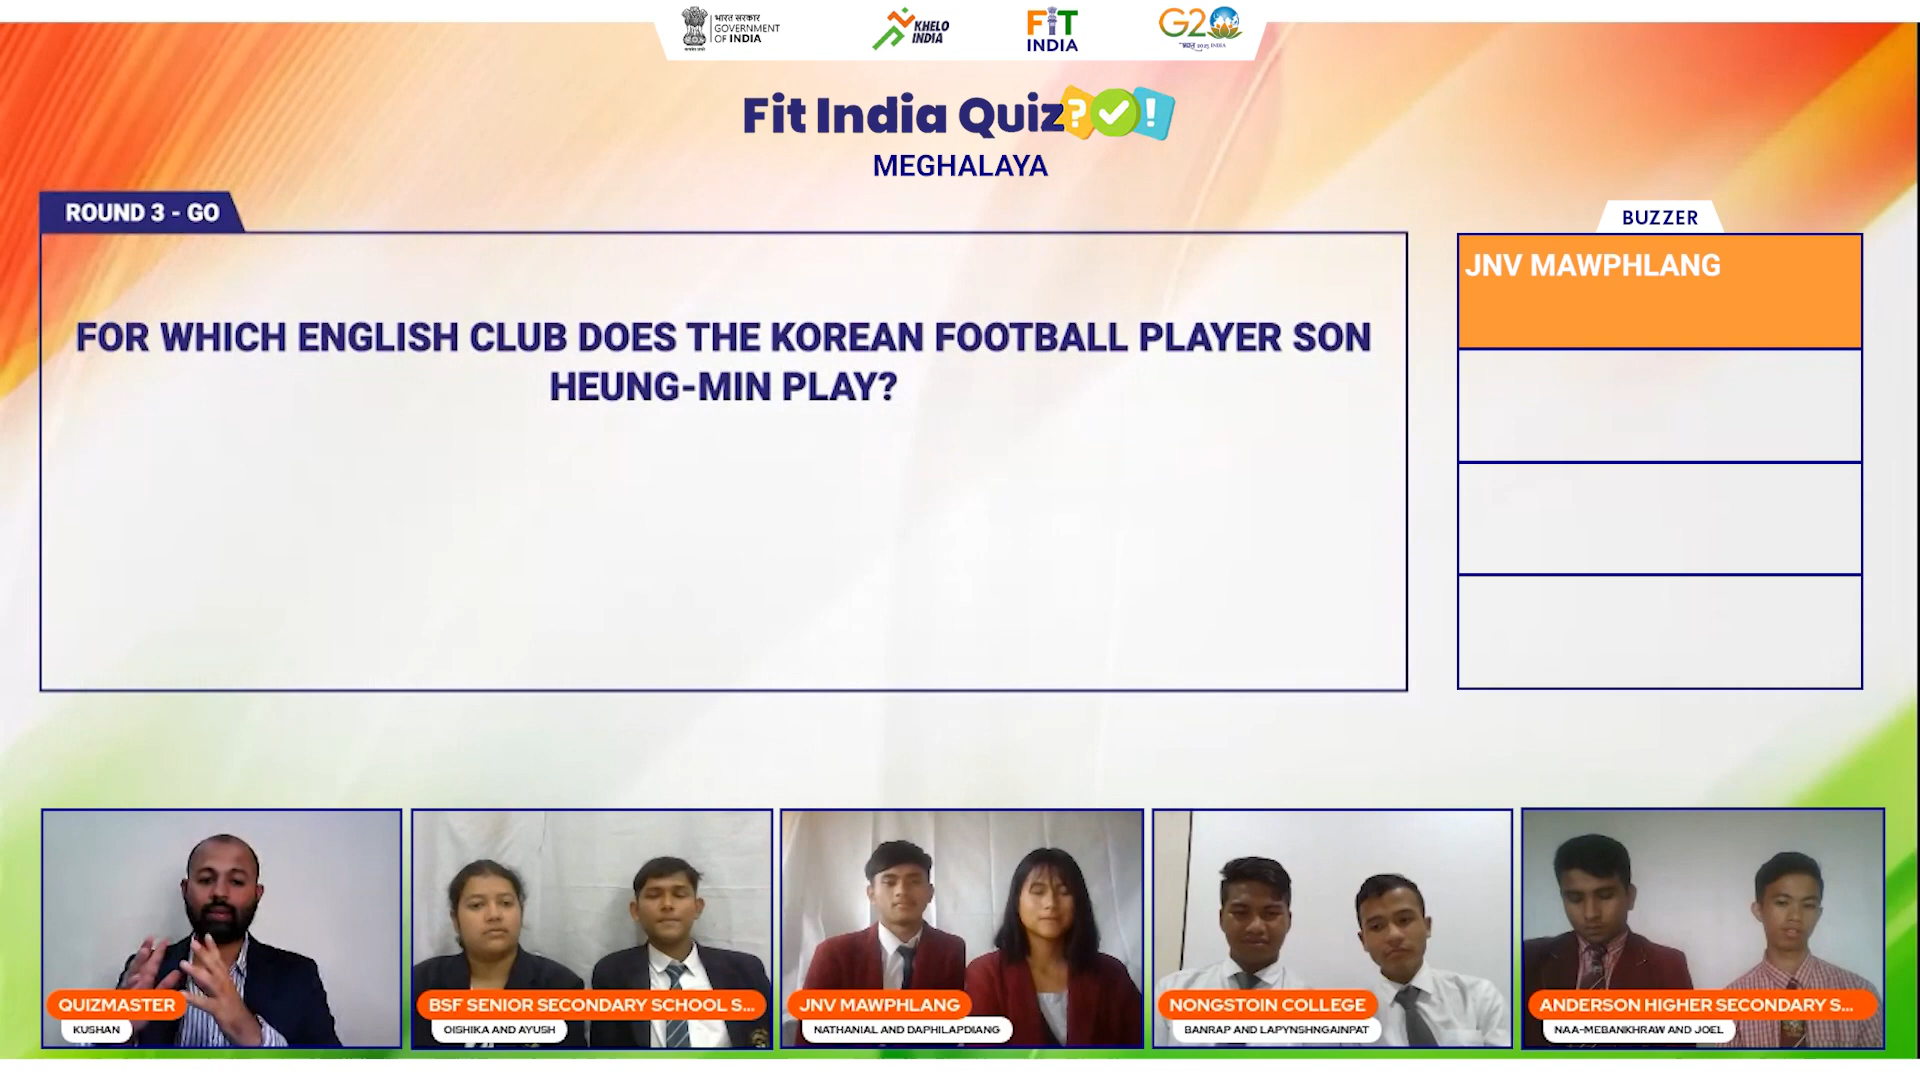 भारत सरकार
GOVERNMENT
OF INDIA
KHELO
INDIA
FIT
INDIA
G20
2023 INDIA
Fit India Quiz?!
MEGHALAYA
ROUND 3 - GO
FOR WHICH ENGLISH CLUB DOES THE KOREAN FOOTBALL PLAYER SON
HEUNG-MIN PLAY?
BUZZER
JNV MAWPHLANG
QUIZMASTER
KUSHAN
BSF SENIOR SECONDARY SCHOOL S...
OISHIKA AND AYUSH
JNV MAWPHLANG
NATHANIAL AND DAPHILAPDIANG
NONGSTOIN COLLEGE
BANRAP AND LAPYNSHNGAINPAT
ANDERSON HIGHER SECONDARY S...
NAA-MEBANKHRAW AND JOEL